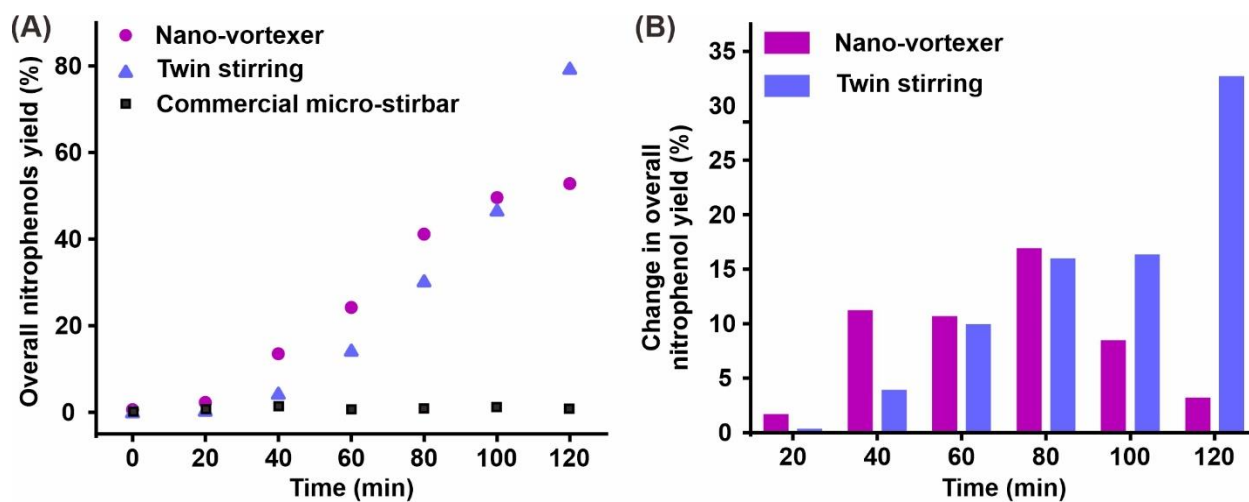 (A)
Nano-vortexer
Twin stirring
Commercial micro-stirbar
Overall nitrophenols yield (%)
80
60
40
20
0
0 20 40 60 80 100 120
Time (min)
(B)
Nano-vortexer
Twin stirring
Change in overall
nitrophenol yield (%)
35
30
25
20
15
10
5
0
20 40 60 80 100 120
Time (min)